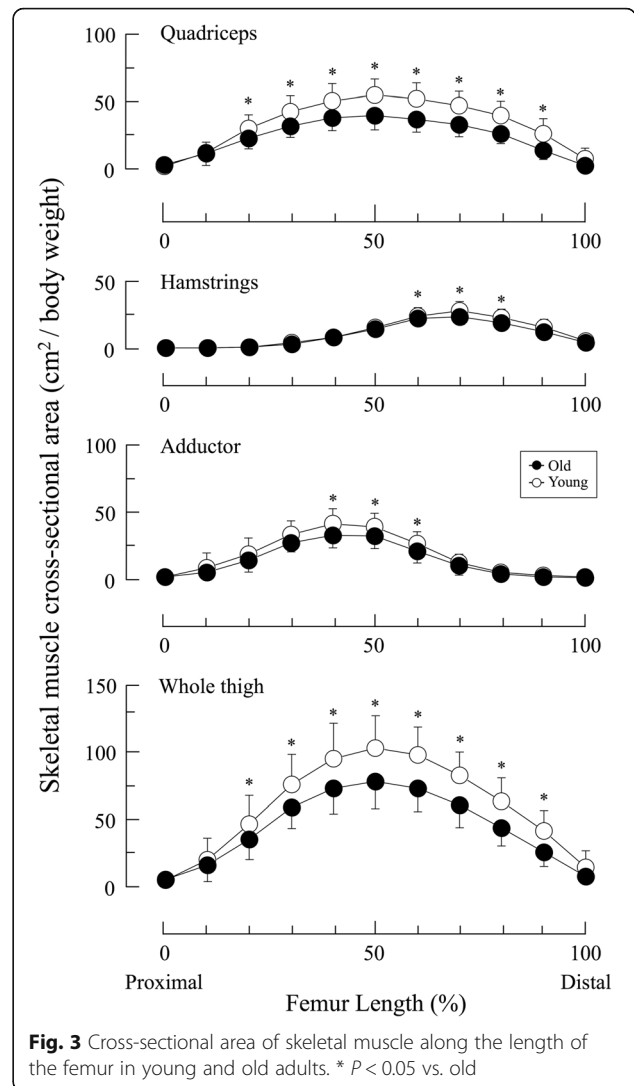 Skeletal muscle cross-sectional area (cm² / body weight)
Quadriceps
100
50
0
* * * * * * * *
0 50 100
Hamstrings
50
0
* * *
0 50 100
Adductor
100
50
0
* * *
Old
Young
0 50 100
Whole thigh
150
100
50
0
* * * * * * * *
0 50 100
Proximal Distal
Femur Length (%)
Fig. 3 Cross-sectional area of skeletal muscle along the length of
the femur in young and old adults. * P < 0.05 vs. old